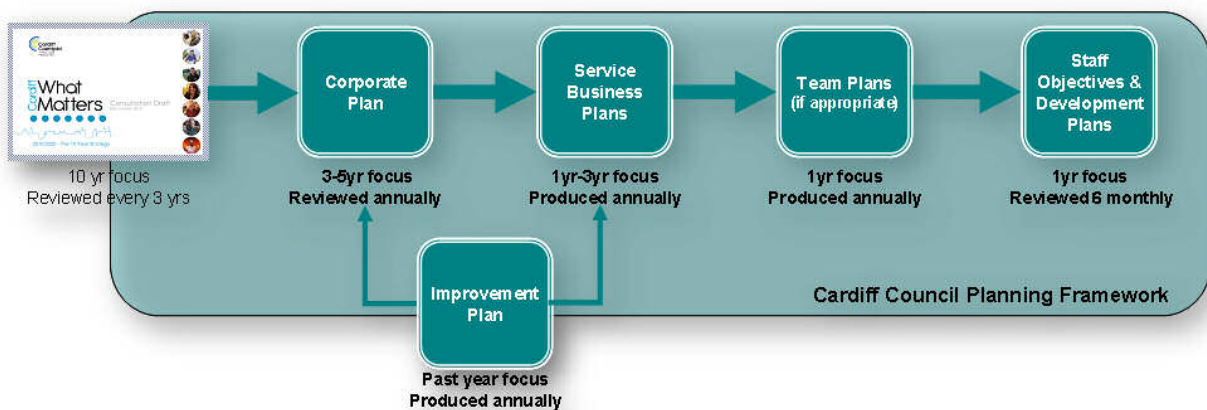 Cardiff
What
Matters
Consultation Draft
10 yr focus
Reviewed every 3 yrs
Corporate
Plan
3-5yr focus
Reviewed annually
Service
Business
Plans
1yr-3yr focus
Produced annually
Team Plans
(if appropriate)
1yr focus
Produced annually
Staff
Objectives &
Development
Plans
1yr focus
Reviewed 6 monthly
Improvement
Plan
Past year focus
Produced annually
Cardiff Council Planning Framework